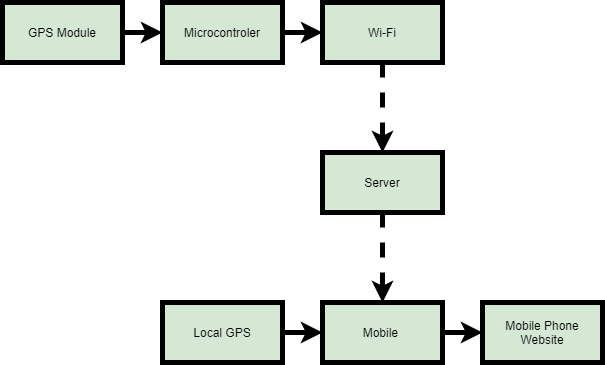 GPS Module
Microcontroler
Wi-Fi
Server
Local GPS
Mobile
Mobile Phone
Website